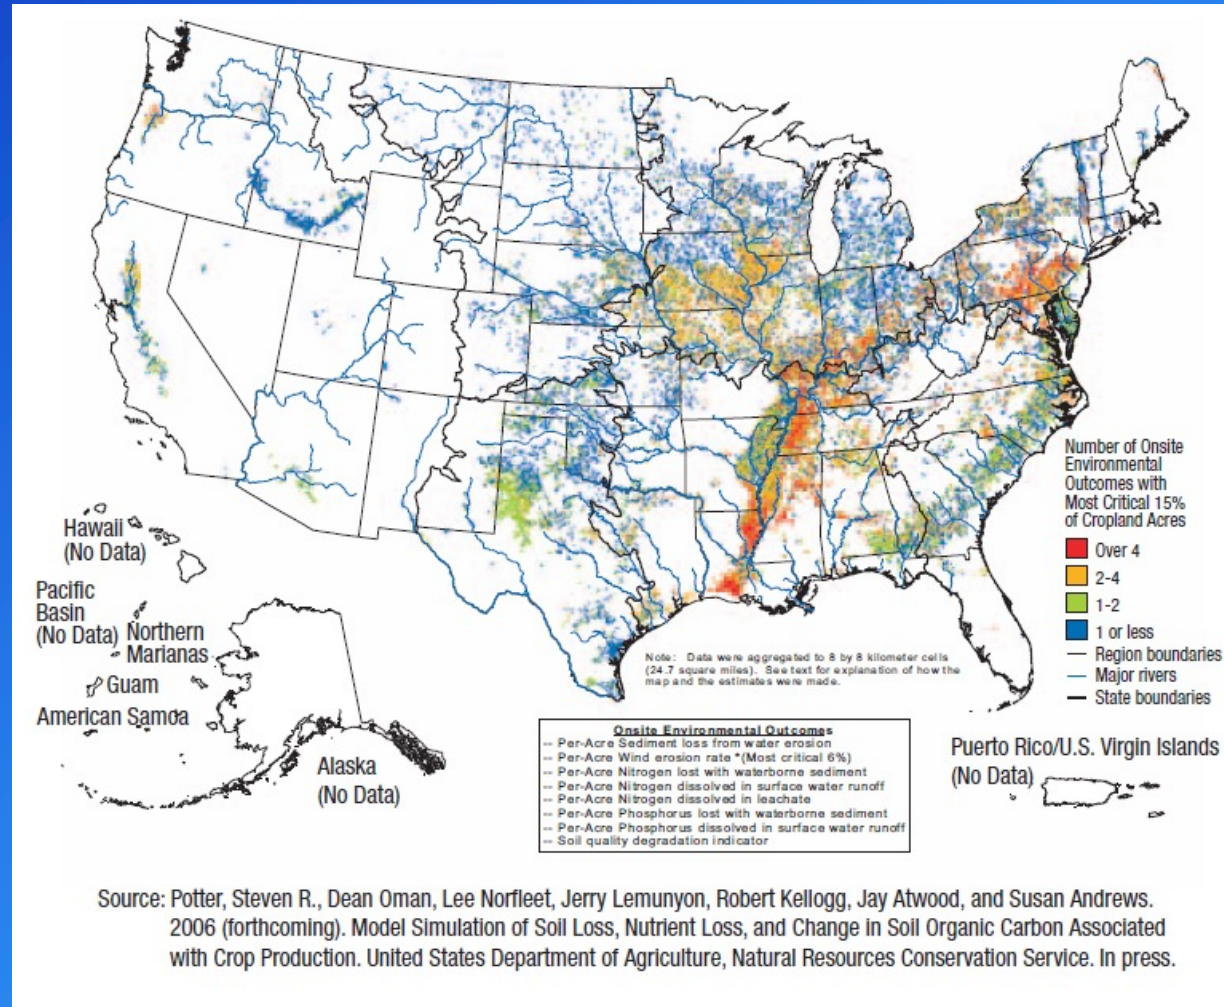 Hawaii
(No Data)
Pacific
Basin
(No Data)
Northern
Marianas
Guam
American Samoa
Alaska
(No Data)
Number of Onsite
Environmental
Outcomes with
Most Critical 15%
of Cropland Acres
Over 4
2-4
1-2
1 or less
Region boundaries
Major rivers
State boundaries
Note: Data were aggregated to 8 by 8 kilometer cells
(24.7 square miles). See text for explanation of how the
map and the estimates were made.
Onsite Environmental Outcomes
-- Per-Acre Sediment loss from water erosion
-- Per-Acre Wind erosion rate *(Most critical 6%)
-- Per-Acre Nitrogen lost with waterborne sediment
-- Per-Acre Nitrogen dissolved in surface water runoff
-- Per-Acre Nitrogen dissolved in leachate
-- Per-Acre Phosphorus lost with waterborne sediment
-- Per-Acre Phosphorus dissolved in surface water runoff
-- Soil quality degradation indicator
Puerto Rico/U.S. Virgin Islands
(No Data)
Source: Potter, Steven R., Dean Oman, Lee Norfleet, Jerry Lemunyon, Robert Kellogg, Jay Atwood, and Susan Andrews.
2006 (forthcoming). Model Simulation of Soil Loss, Nutrient Loss, and Change in Soil Organic Carbon Associated
with Crop Production. United States Department of Agriculture, Natural Resources Conservation Service. In press.